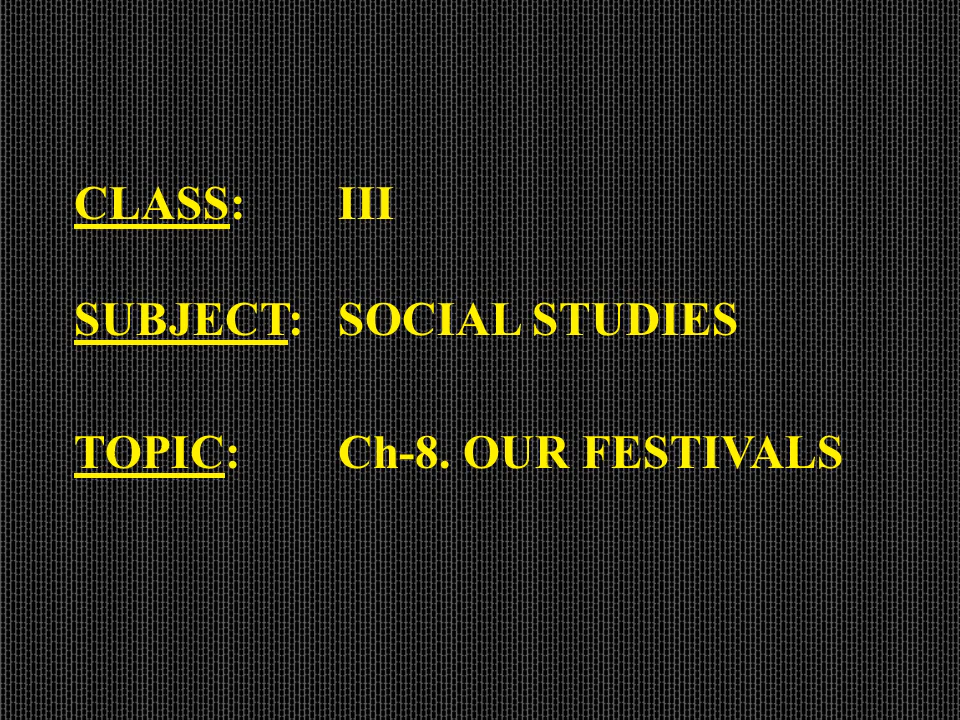 CLASS: III
SUBJECT: SOCIAL STUDIES
TOPIC: Ch-8. OUR FESTIVALS